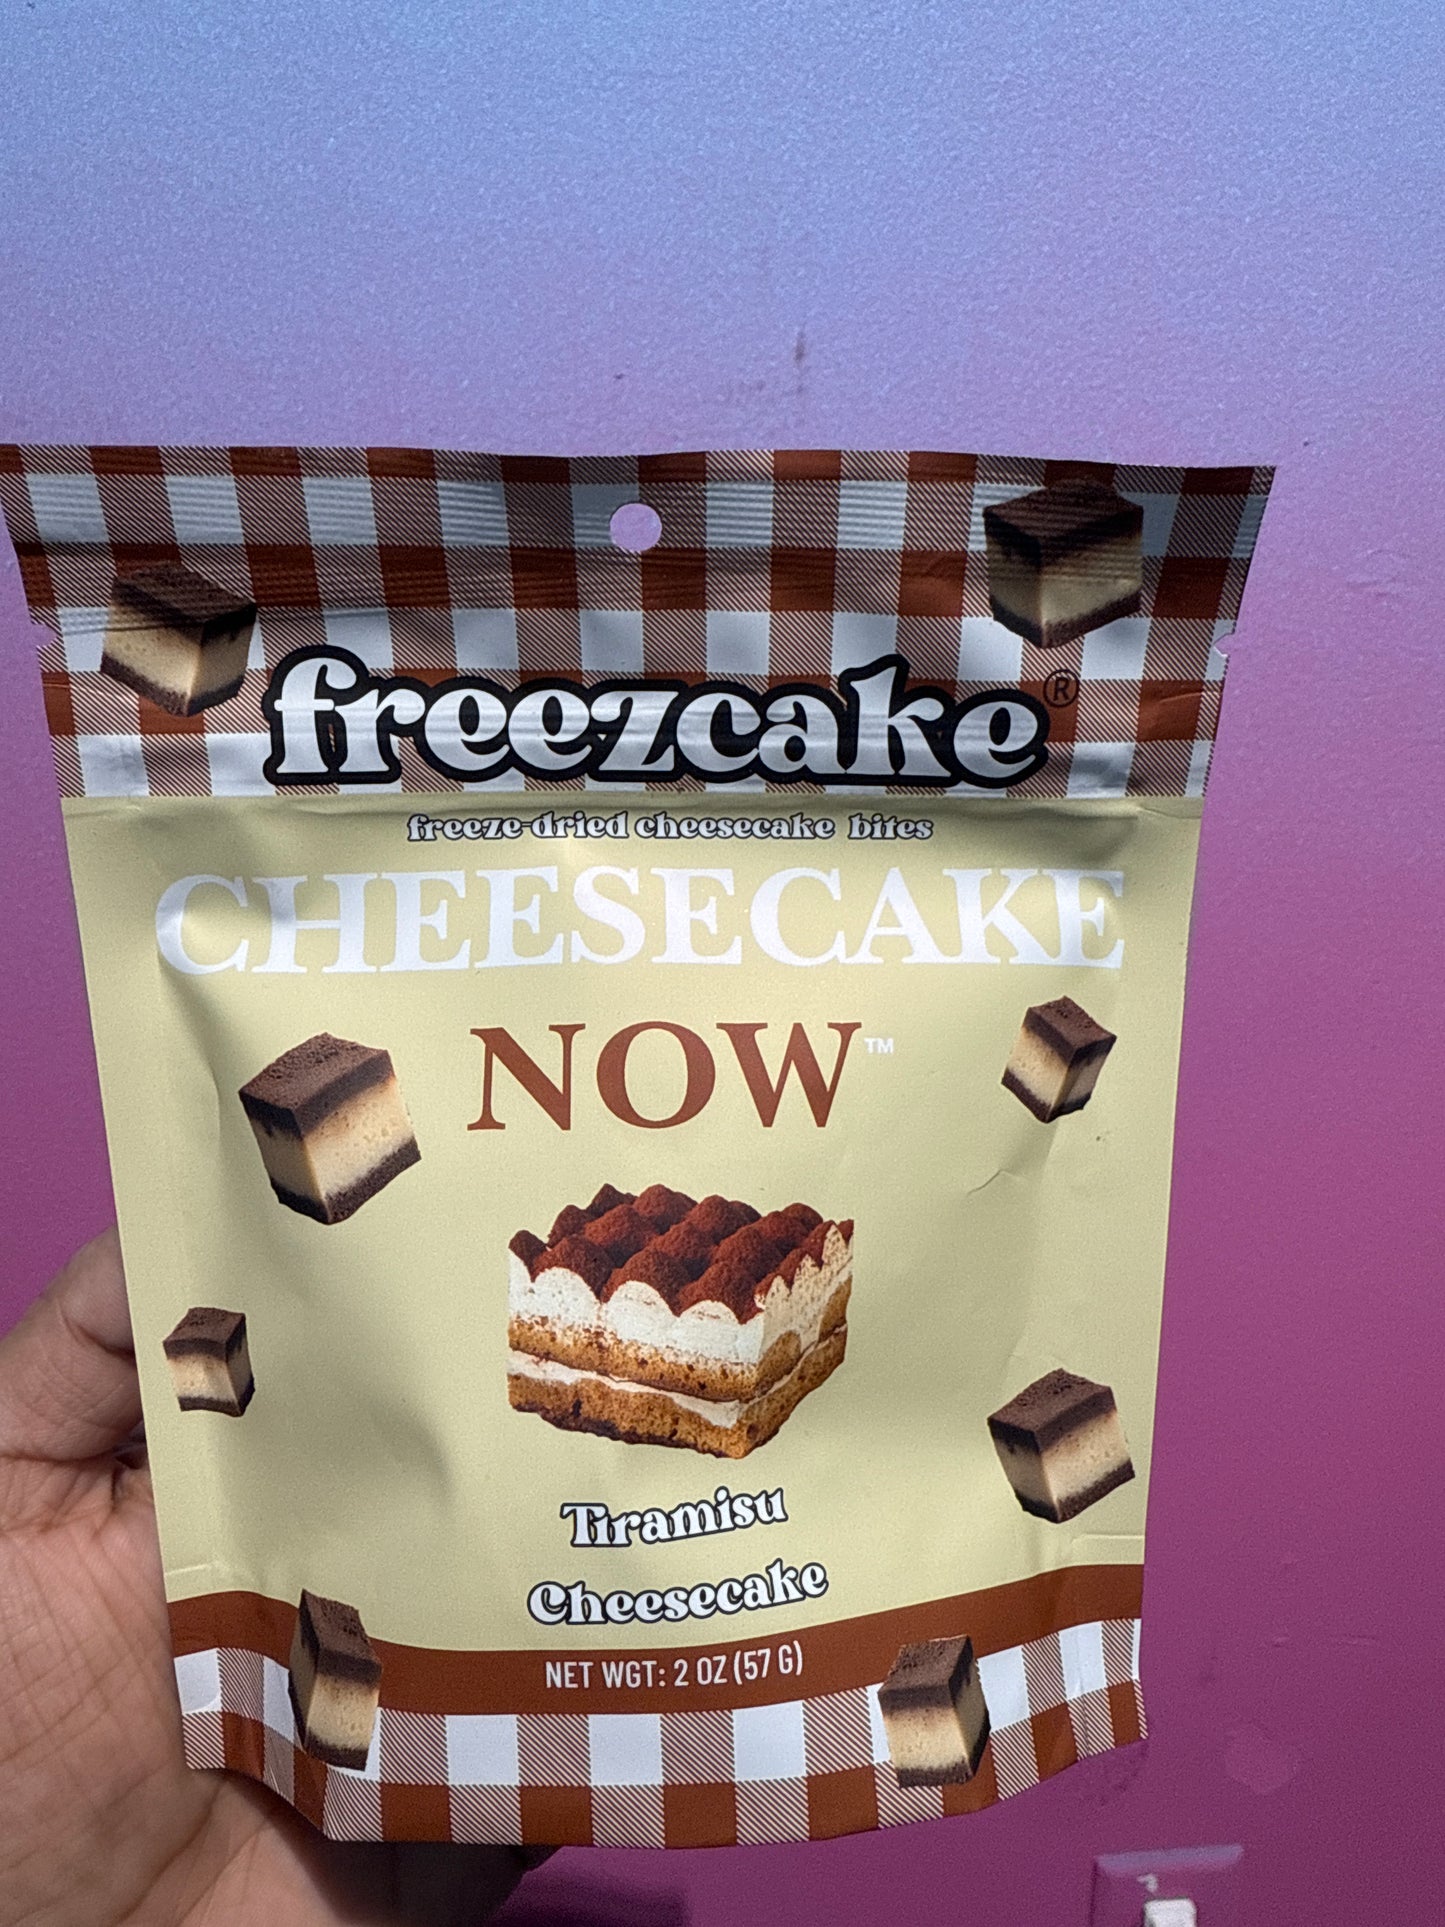 freezcake®
freeze-dried cheesecake bites
CHEESECAKE
NOW™
Tiramisu
Cheesecake
NET WGT: 2 OZ (57 G)